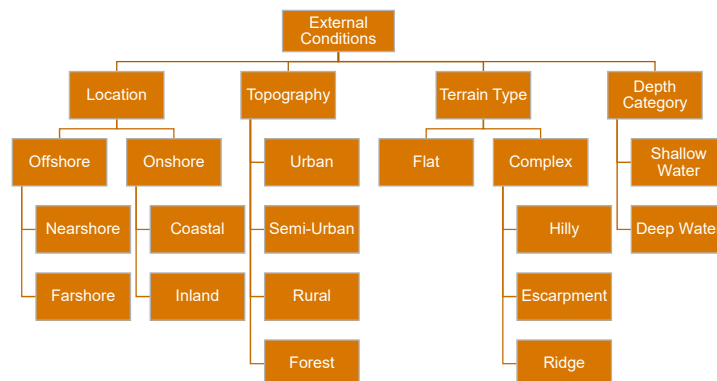 External
Conditions
Location
Topography
Terrain Type
Depth
Category
Offshore
Onshore
Urban
Flat
Complex
Shallow
Water
Nearshore
Coastal
Semi-Urban
Hilly
Deep Water
Farshore
Inland
Rural
Escarpment
Forest
Ridge